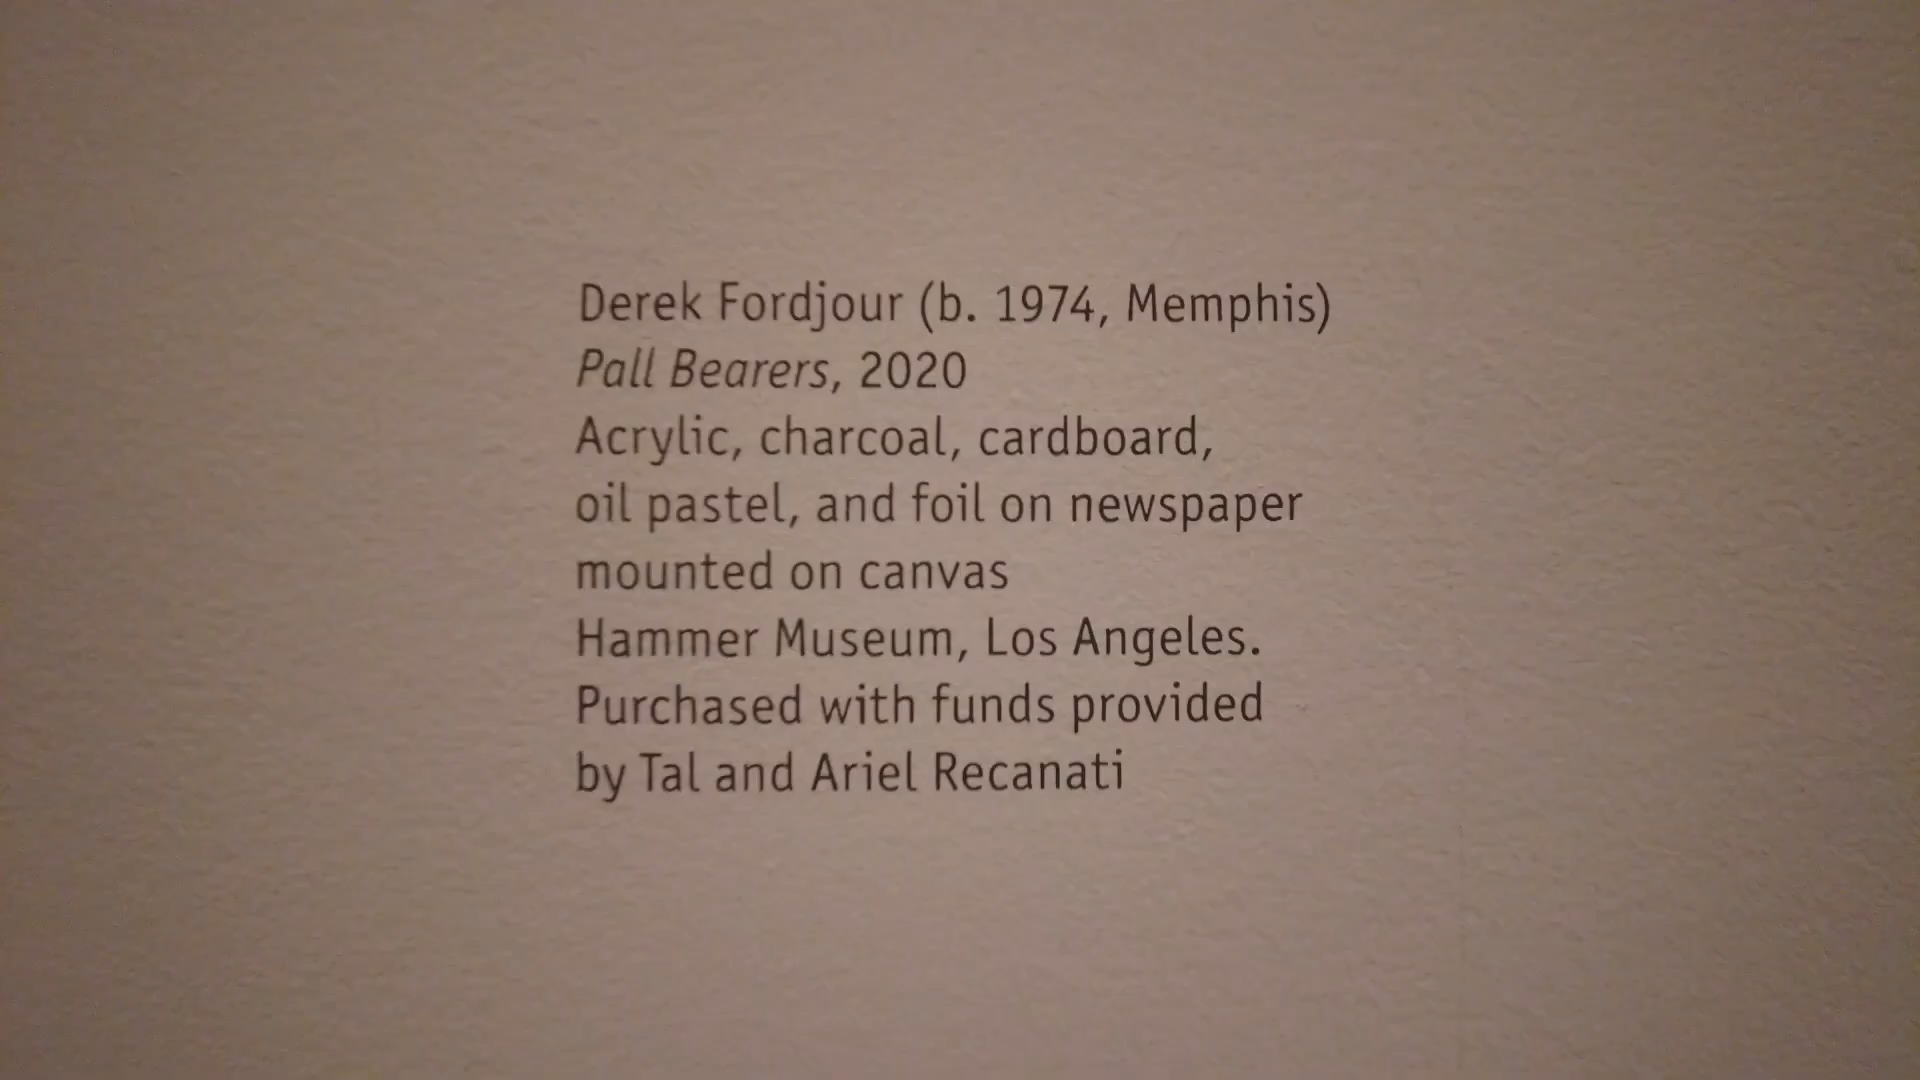 Derek Fordjour (b. 1974, Memphis)
Pall Bearers, 2020
Acrylic, charcoal, cardboard,
oil pastel, and foil on newspaper
mounted on canvas
Hammer Museum, Los Angeles.
Purchased with funds provided
by Tal and Ariel Recanati